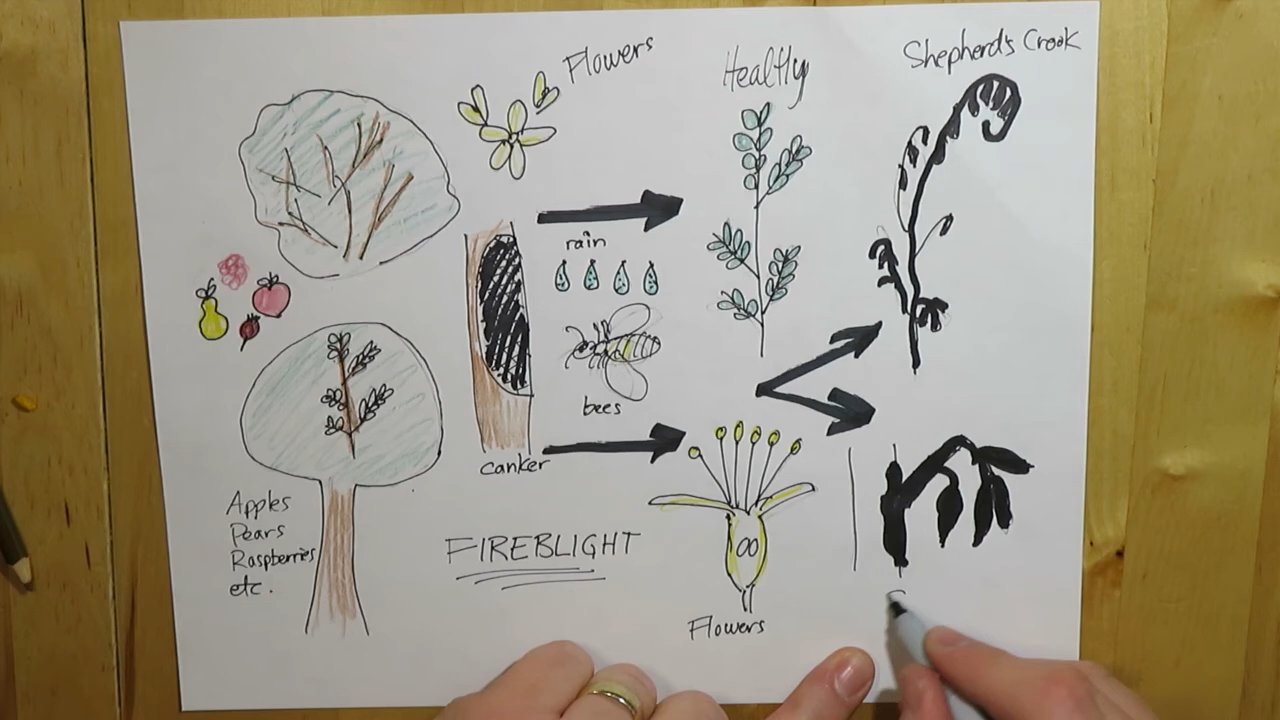 Flowers
Healthy
Shepherd's Crook
rain
bees
canker
Apples
Pears
Raspberries
etc.
FIREBLIGHT
Flowers